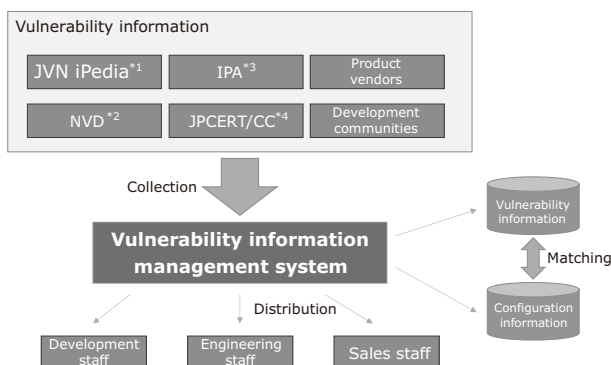 Vulnerability information
JVN iPedia*1
IPA*3
Product
vendors
NVD*2
JPCERT/CC*4
Development
communities
Collection
Vulnerability information
management system
Vulnerability
information
Matching
Configuration
information
Distribution
Development
staff
Engineering
staff
Sales staff